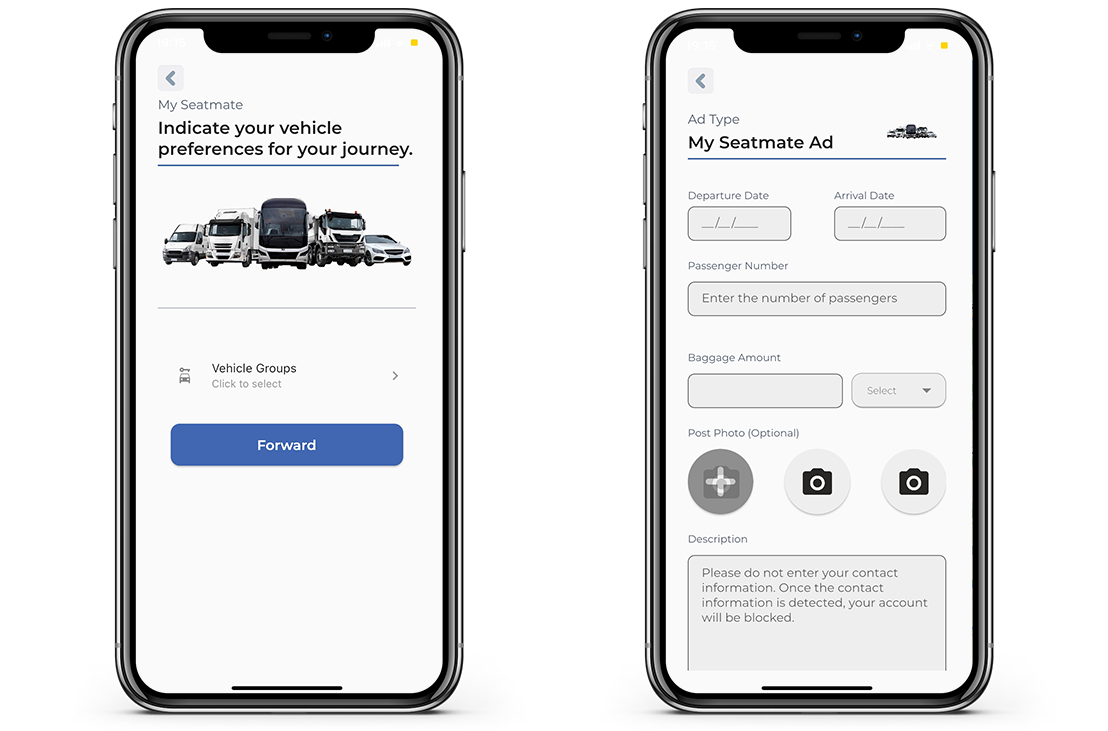 My Seatmate
Indicate your vehicle
preferences for your journey.
Vehicle Groups
Click to select
Forward
Ad Type
My Seatmate Ad
Departure Date
Arrival Date
__/__/____
__/__/____
Passenger Number
Enter the number of passengers
Baggage Amount
Select
Post Photo (Optional)
Description
Please do not enter your contact
information. Once the contact
information is detected, your account
will be blocked.